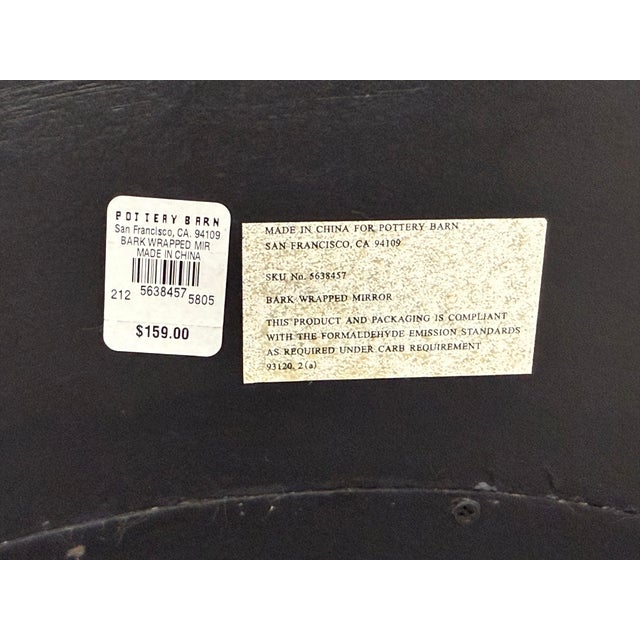 POTTERY BARN
San Francisco, CA. 94109
BARK WRAPPED MIR
MADE IN CHINA
212 5638457 5805
$159.00
MADE IN CHINA FOR POTTERY BARN
SAN FRANCISCO, CA 94109
SKU No. 5638457
BARK WRAPPED MIRROR
THIS PRODUCT AND PACKAGING IS COMPLIANT
WITH THE FORMALDEHYDE EMISSION STANDARDS
AS REQUIRED UNDER CARB REQUIREMENT
93120, 2(a)